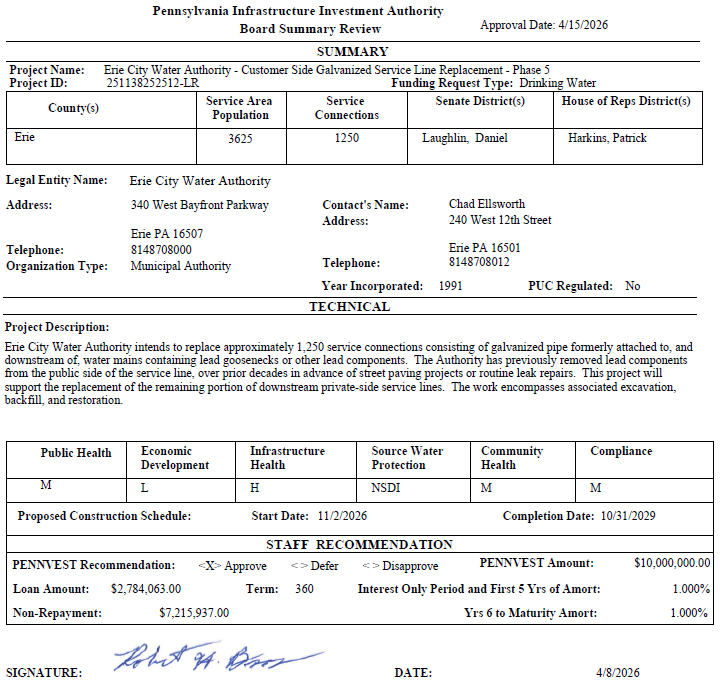 Pennsylvania Infrastructure Investment Authority
Board Summary Review
Approval Date: 4/15/2026
SUMMARY
Project Name: Erie City Water Authority - Customer Side Galvanized Service Line Replacement - Phase 5
Project ID: 251138252512-LR Funding Request Type: Drinking Water
County(s) Service Area Population Service Connections Senate District(s) House of Reps District(s)
Erie 3625 1250 Laughlin, Daniel Harkins, Patrick
Legal Entity Name: Erie City Water Authority
Address: 340 West Bayfront Parkway Contact's Name: Chad Ellsworth
Address: 240 West 12th Street
Erie PA 16507 Erie PA 16501
Telephone: 8148708000
Organization Type: Municipal Authority Telephone: 8148708012
Year Incorporated: 1991 PUC Regulated: No
TECHNICAL
Project Description:
Erie City Water Authority intends to replace approximately 1,250 service connections consisting of galvanized pipe formerly attached to, and
downstream of, water mains containing lead goosenecks or other lead components. The Authority has previously removed lead components
from the public side of the service line, over prior decades in advance of street paving projects or routine leak repairs. This project will
support the replacement of the remaining portion of downstream private-side service lines. The work encompasses associated excavation,
backfill, and restoration.
Public Health Economic Development Infrastructure Health Source Water Protection Community Health Compliance
M L H NSDI M M
Proposed Construction Schedule: Start Date: 11/2/2026 Completion Date: 10/31/2029
STAFF RECOMMENDATION
PENNVEST Recommendation: <X> Approve < > Defer < > Disapprove PENNVEST Amount: $10,000,000.00
Loan Amount: $2,784,063.00 Term: 360 Interest Only Period and First 5 Yrs of Amort: 1.000%
Non-Repayment: $7,215,937.00 Yrs 6 to Maturity Amort: 1.000%
SIGNATURE: Robert H. DATE: 4/8/2026